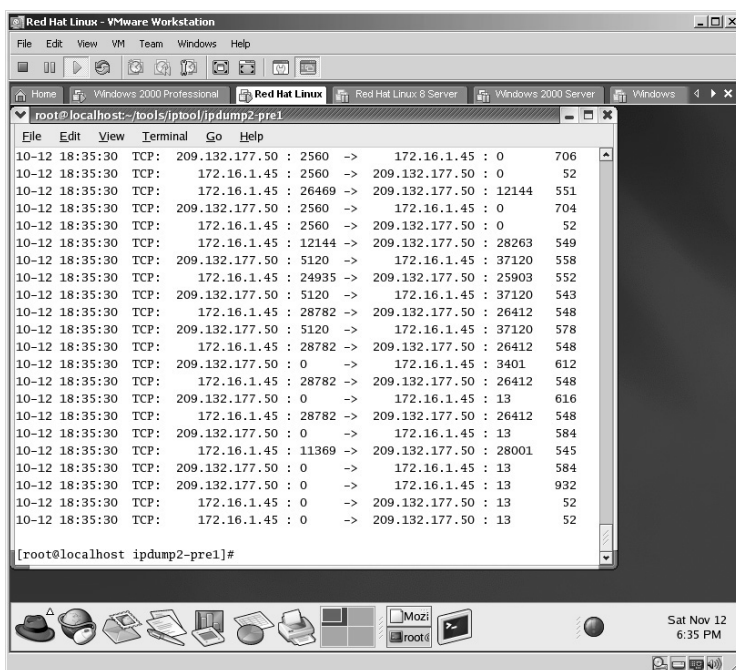 Red Hat Linux - VMware Workstation
File Edit View VM Team Windows Help
Home Windows 2000 Professional Red Hat Linux Red Hat Linux 8 Server Windows 2000 Server Windows
root@localhost:~/tools/iptool/ipdump2-pre1
File Edit View Terminal Go Help
10-12 18:35:30 TCP: 209.132.177.50 : 2560 -> 172.16.1.45 : 0 706
10-12 18:35:30 TCP: 172.16.1.45 : 2560 -> 209.132.177.50 : 0 52
10-12 18:35:30 TCP: 172.16.1.45 : 26469 -> 209.132.177.50 : 12144 551
10-12 18:35:30 TCP: 209.132.177.50 : 2560 -> 172.16.1.45 : 0 704
10-12 18:35:30 TCP: 172.16.1.45 : 2560 -> 209.132.177.50 : 0 52
10-12 18:35:30 TCP: 172.16.1.45 : 12144 -> 209.132.177.50 : 28263 549
10-12 18:35:30 TCP: 209.132.177.50 : 5120 -> 172.16.1.45 : 37120 558
10-12 18:35:30 TCP: 172.16.1.45 : 24935 -> 209.132.177.50 : 25903 552
10-12 18:35:30 TCP: 209.132.177.50 : 5120 -> 172.16.1.45 : 37120 543
10-12 18:35:30 TCP: 172.16.1.45 : 28782 -> 209.132.177.50 : 26412 548
10-12 18:35:30 TCP: 209.132.177.50 : 5120 -> 172.16.1.45 : 37120 578
10-12 18:35:30 TCP: 172.16.1.45 : 28782 -> 209.132.177.50 : 26412 548
10-12 18:35:30 TCP: 209.132.177.50 : 0 -> 172.16.1.45 : 3401 612
10-12 18:35:30 TCP: 172.16.1.45 : 28782 -> 209.132.177.50 : 26412 548
10-12 18:35:30 TCP: 209.132.177.50 : 0 -> 172.16.1.45 : 13 616
10-12 18:35:30 TCP: 172.16.1.45 : 28782 -> 209.132.177.50 : 26412 548
10-12 18:35:30 TCP: 209.132.177.50 : 0 -> 172.16.1.45 : 13 584
10-12 18:35:30 TCP: 172.16.1.45 : 11369 -> 209.132.177.50 : 28001 545
10-12 18:35:30 TCP: 209.132.177.50 : 0 -> 172.16.1.45 : 13 584
10-12 18:35:30 TCP: 209.132.177.50 : 0 -> 172.16.1.45 : 13 932
10-12 18:35:30 TCP: 172.16.1.45 : 0 -> 209.132.177.50 : 13 52
10-12 18:35:30 TCP: 172.16.1.45 : 0 -> 209.132.177.50 : 13 52
[root@localhost ipdump2-pre1]#
Mozi
root@
Sat Nov 12
6:35 PM